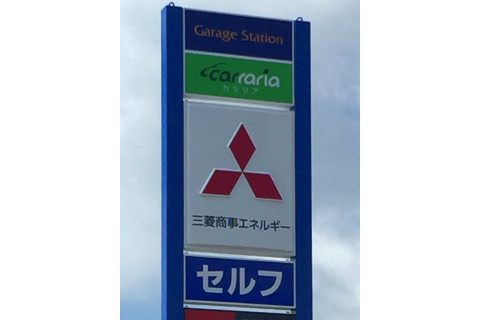 Garage Station
carraria
カラリア
三菱商事エネルギー
セルフ